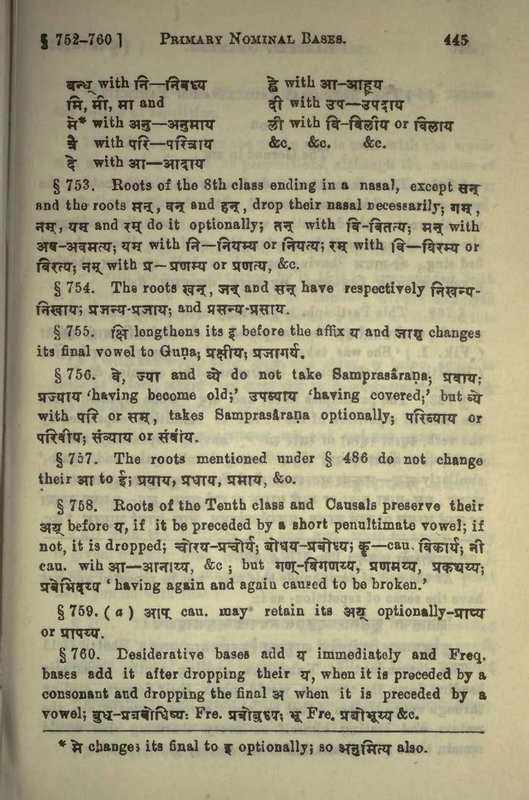 § 752-760 ] PRIMARY NOMINAL BASES. 445
बन्ध् with नि—निबध्य ह्वे with आ—आहूय
मि, मी, मा and दी with उप—उपदाय
मे* with अनु—अनुमाय ली with वि-विलीय or विलाय
त्रै with परि—परित्राय &c. &c. &c.
दे with आ—आदाय
§ 753. Roots of the 8th class ending in a nasal, except सन्
and the roots मन्, वन् and हन्, drop their nasal necessarily; गम्,
नम्, यम् and रम् do it optionally; तन् with वि-वितत्य; मन् with
अव-अवमत्य; यम् with नि—नियम्य or नियत्य; रम् with वि—विरम्य or
विरत्य; नम् with प्र—प्रणम्य or प्रणत्य, &c.
§ 754. The roots खन्, जन् and सन् have respectively निखन्य-
निखाय; प्रजन्य-प्रजाय; and प्रसन्य-प्रसाय.
§ 755. क्षि lengthens its इ before the affix य and जागृ changes
its final vowel to Guṇa; प्रक्षीय; प्रजागर्य.
§ 756. वे, ज्या and व्ये do not take Samprasâraṇa; प्रवाय;
प्रज्याय 'having become old;' उपव्याय 'having covered;' but व्ये
with परि or सम्, takes Samprasâraṇa optionally; परिव्याय or
परिवीय; संव्याय or संवीय.
§ 757. The roots mentioned under § 486 do not change
their आ to ई; प्रयाय, प्रधाय, प्रमाय, &c.
§ 758. Roots of the Tenth class and Causals preserve their
अय् before य, if it be preceded by a short penultimate vowel; if
not, it is dropped; चोरय-प्रचोर्य; बोधय-प्रबोध्य; कृ—cau. विकार्य; नी
cau. wih आ—आनाय्य, &c ; but गण्-विगणय्य, प्रणमय्य, प्रकथय्य;
प्रबेभिदय्य ' having again and again caused to be broken.'
§ 759. ( a ) आप् cau. may retain its अय् optionally-प्राप्य
or प्रापय्य.
§ 760. Desiderative bases add य immediately and Freq.
bases add it after dropping their य, when it is preceded by a
consonant and dropping the final अ when it is preceded by a
vowel; बुध्-प्रबुबोधिष्य: Fre. प्रबोबुध्य; भू Fre. प्रबोभूय्य &c.
* मे changes its final to इ optionally; so अनुमित्य also.